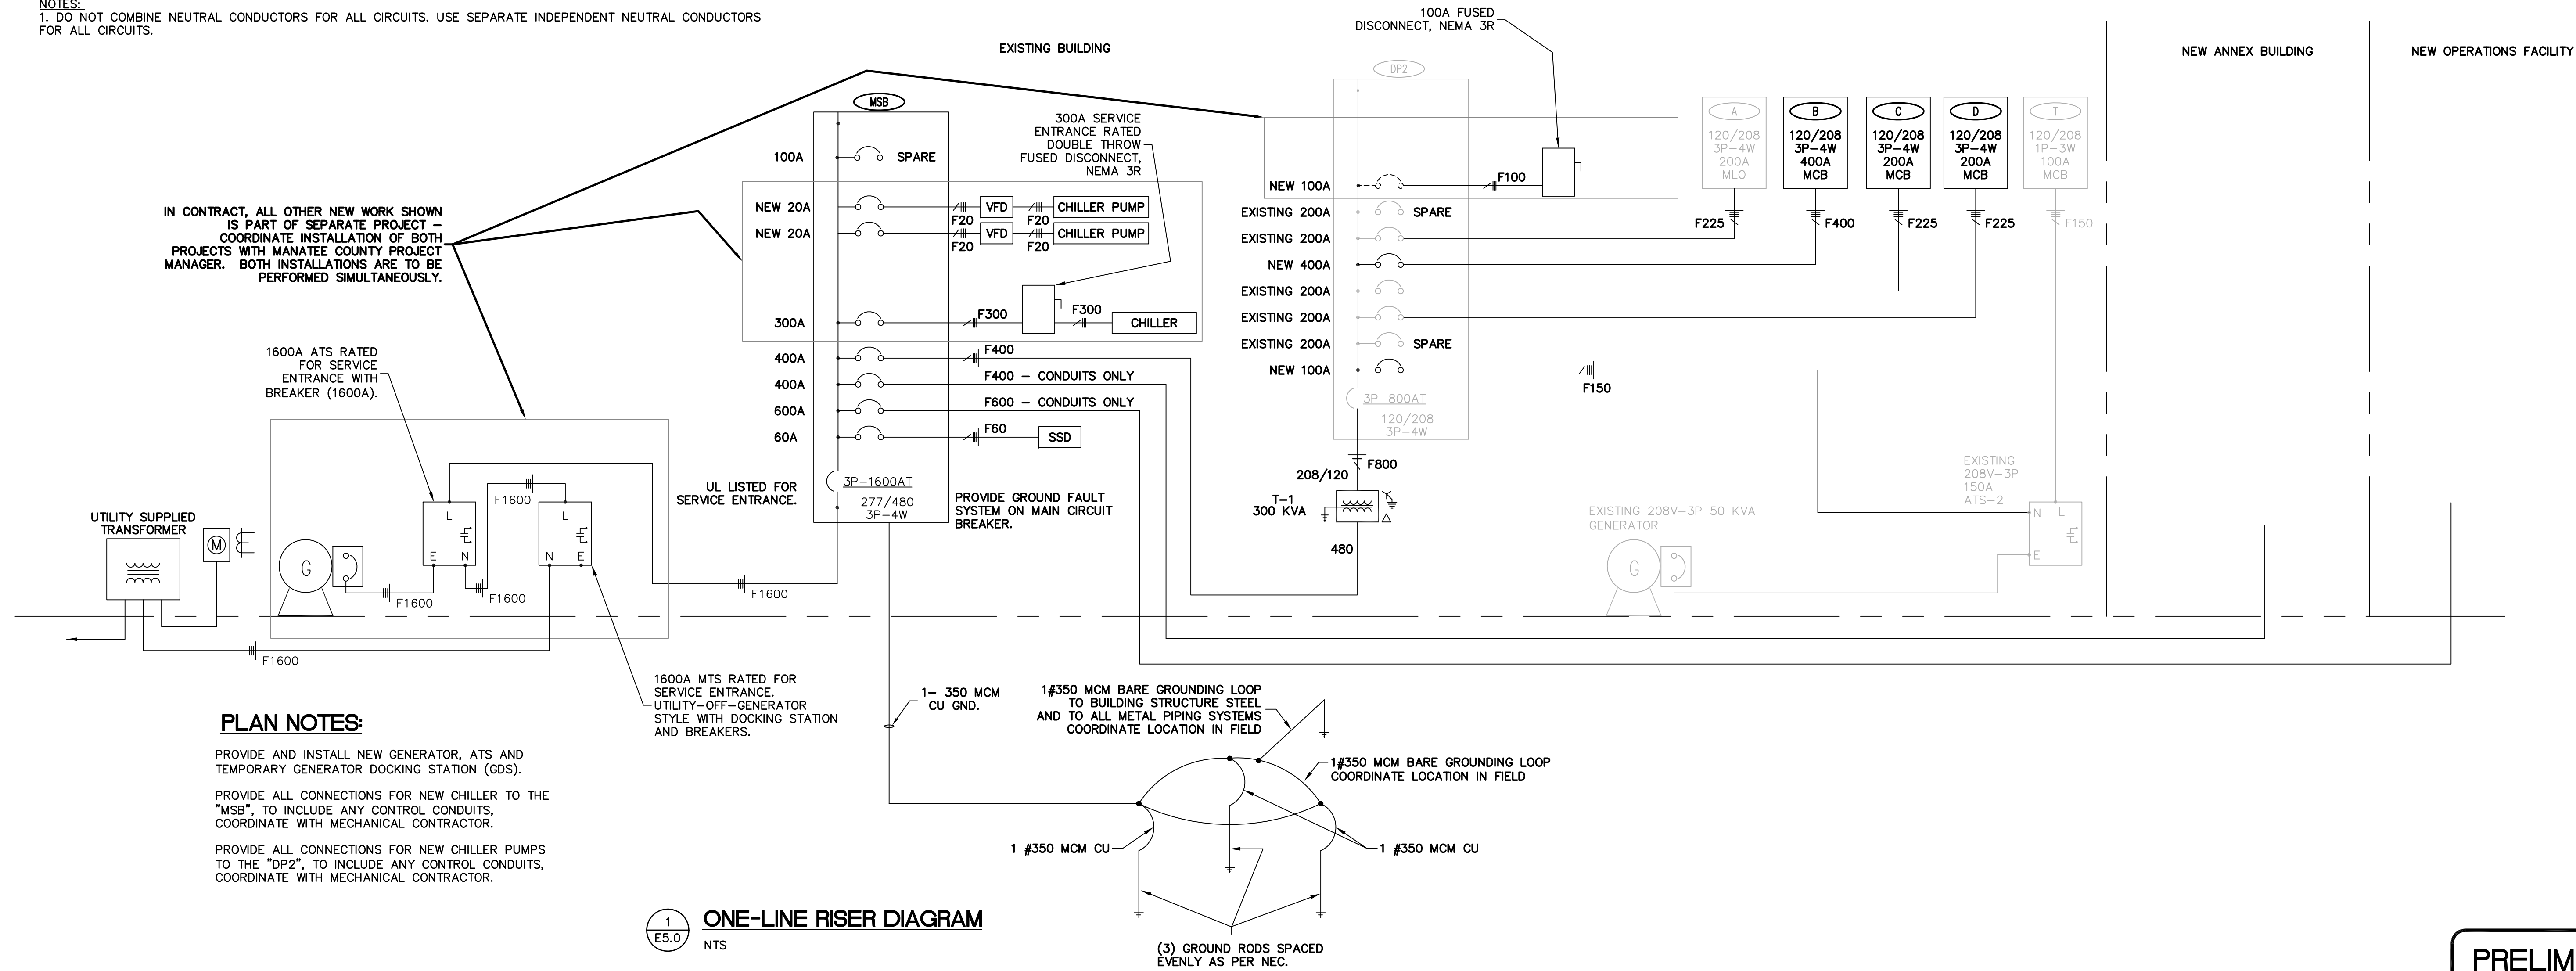 NOTES:
1. DO NOT COMBINE NEUTRAL CONDUCTORS FOR ALL CIRCUITS. USE SEPARATE INDEPENDENT NEUTRAL CONDUCTORS
FOR ALL CIRCUITS.
EXISTING BUILDING
NEW ANNEX BUILDING
NEW OPERATIONS FACILITY
100A FUSED
DISCONNECT, NEMA 3R
IN CONTRACT, ALL OTHER NEW WORK SHOWN
IS PART OF SEPARATE PROJECT –
COORDINATE INSTALLATION OF BOTH
PROJECTS WITH MANATEE COUNTY PROJECT
MANAGER. BOTH INSTALLATIONS ARE TO BE
PERFORMED SIMULTANEOUSLY.
MSB
100A
SPARE
300A SERVICE
ENTRANCE RATED
DOUBLE THROW
FUSED DISCONNECT,
NEMA 3R
NEW 20A
F20
VFD
F20
CHILLER PUMP
NEW 20A
F20
VFD
F20
CHILLER PUMP
300A
F300
F300
CHILLER
400A
F400
400A
F400 – CONDUITS ONLY
600A
F600 – CONDUITS ONLY
60A
F60
SSD
UL LISTED FOR
SERVICE ENTRANCE.
3P-1600AT
277/480
3P-4W
PROVIDE GROUND FAULT
SYSTEM ON MAIN CIRCUIT
BREAKER.
DP2
NEW 100A
F100
EXISTING 200A
SPARE
EXISTING 200A
NEW 400A
EXISTING 200A
EXISTING 200A
EXISTING 200A
SPARE
NEW 100A
F150
3P-800AT
120/208
3P-4W
F800
208/120
T-1
300 KVA
480
A
120/208
3P-4W
200A
MLO
F225
B
120/208
3P-4W
400A
MCB
F400
C
120/208
3P-4W
200A
MCB
F225
D
120/208
3P-4W
200A
MCB
F225
T
120/208
1P-3W
100A
MCB
F150
EXISTING
208V-3P
150A
ATS-2
N L
E
EXISTING 208V-3P 50 KVA
GENERATOR
G
1600A ATS RATED
FOR SERVICE
ENTRANCE WITH
BREAKER (1600A).
UTILITY SUPPLIED
TRANSFORMER
M
G
F1600
L
E N
F1600
F1600
L
N E
F1600
F1600
1600A MTS RATED FOR
SERVICE ENTRANCE.
UTILITY-OFF-GENERATOR
STYLE WITH DOCKING STATION
AND BREAKERS.
1- 350 MCM
CU GND.
1#350 MCM BARE GROUNDING LOOP
TO BUILDING STRUCTURE STEEL
AND TO ALL METAL PIPING SYSTEMS
COORDINATE LOCATION IN FIELD
1#350 MCM BARE GROUNDING LOOP
COORDINATE LOCATION IN FIELD
1 #350 MCM CU
1 #350 MCM CU
(3) GROUND RODS SPACED
EVENLY AS PER NEC.
PLAN NOTES:
PROVIDE AND INSTALL NEW GENERATOR, ATS AND
TEMPORARY GENERATOR DOCKING STATION (GDS).
PROVIDE ALL CONNECTIONS FOR NEW CHILLER TO THE
"MSB", TO INCLUDE ANY CONTROL CONDUITS,
COORDINATE WITH MECHANICAL CONTRACTOR.
PROVIDE ALL CONNECTIONS FOR NEW CHILLER PUMPS
TO THE "DP2", TO INCLUDE ANY CONTROL CONDUITS,
COORDINATE WITH MECHANICAL CONTRACTOR.
1
E5.0
ONE-LINE RISER DIAGRAM
NTS
PRELIM